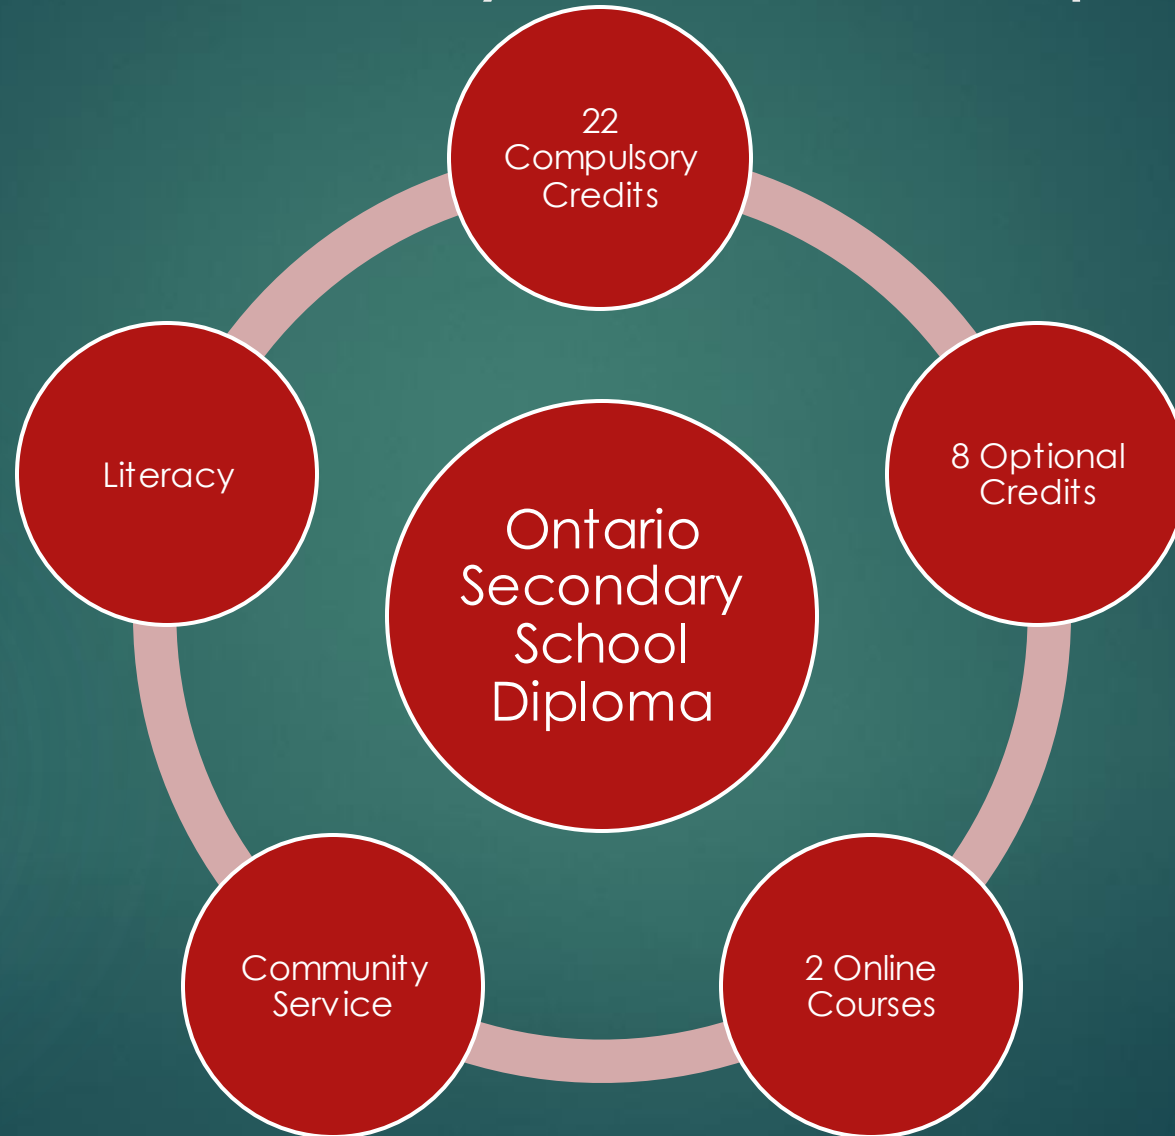 22
Compulsory
Credits
8 Optional
Credits
Literacy
Ontario
Secondary
School
Diploma
Community
Service
2 Online
Courses